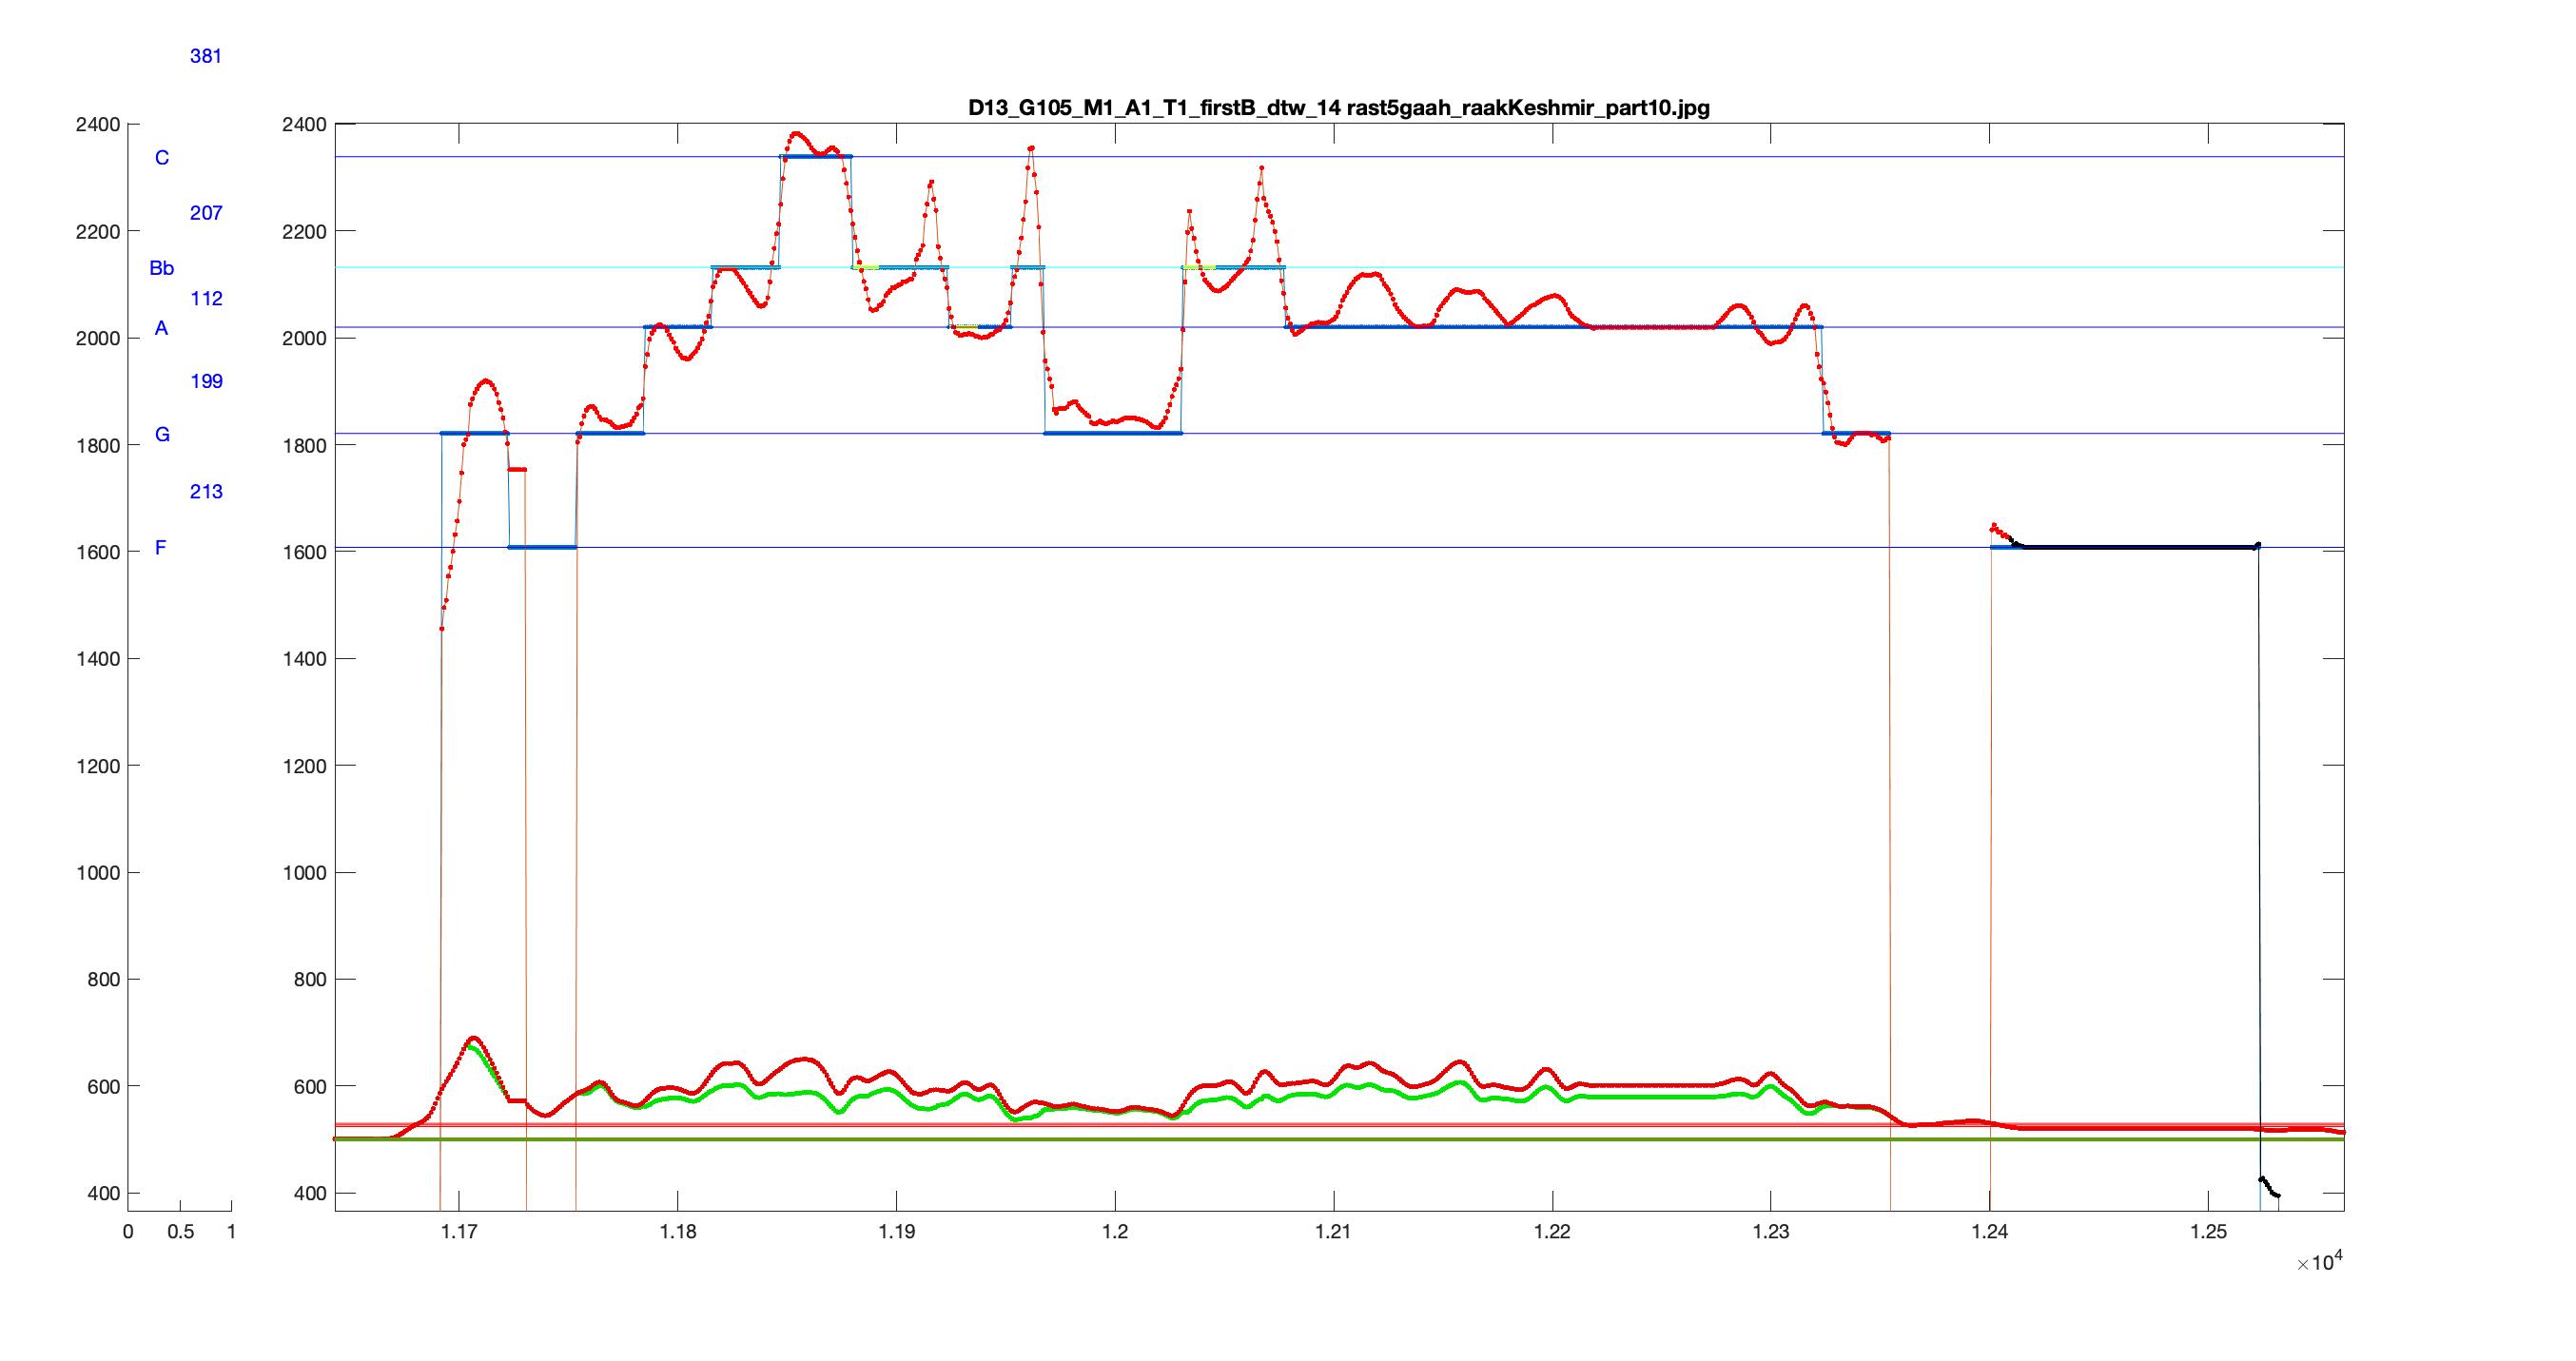 381
D13_G105_M1_A1_T1_firstB_dtw_14 rast5gaah_raakKeshmir_part10.jpg
2400 2400
C
2200 207 2200
Bb
112
2000 A 2000
199
1800 G 1800
213
1600 F 1600
1400 1400
1200 1200
1000 1000
800 800
600 600
400 400
0 0.5 1 1.17 1.18 1.19 1.2 1.21 1.22 1.23 1.24 1.25
×10^4